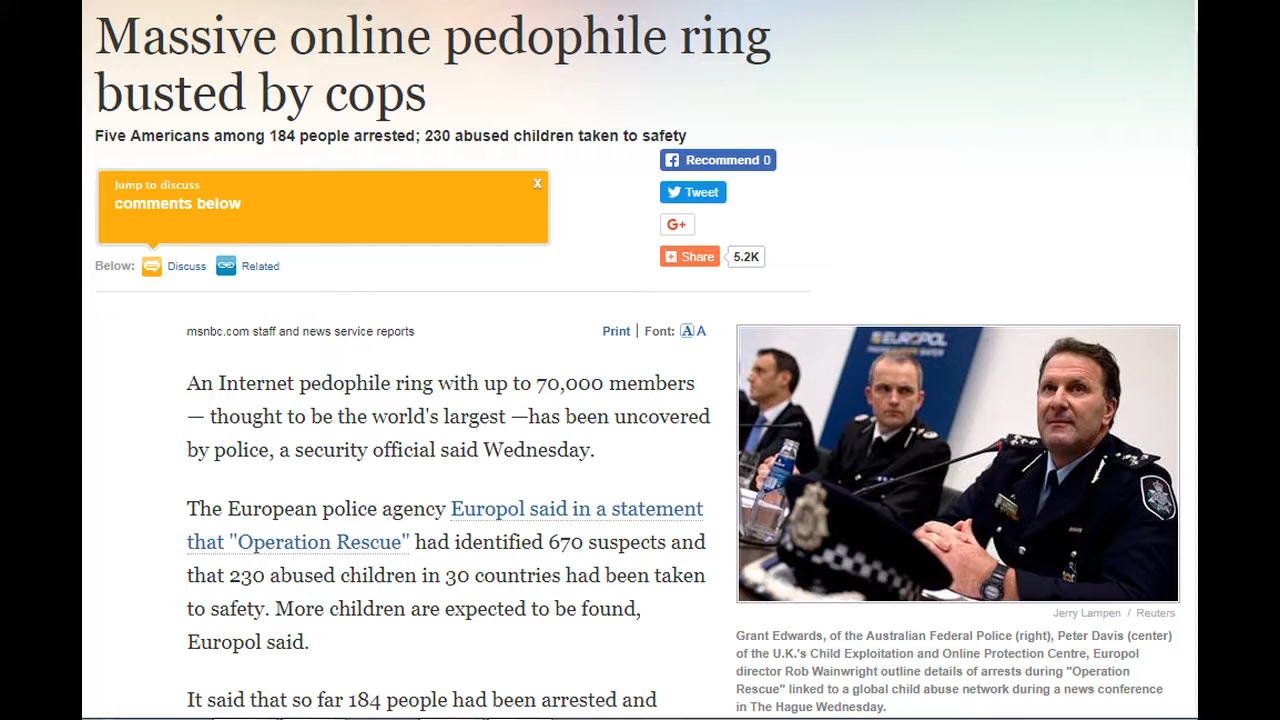 Massive online pedophile ring
busted by cops
Five Americans among 184 people arrested; 230 abused children taken to safety
Recommend 0
Jump to discuss
comments below
X
Tweet
G+
Share 5.2K
Below: Discuss Related
msnbc.com staff and news service reports
Print | Font: A A
An Internet pedophile ring with up to 70,000 members
— thought to be the world's largest —has been uncovered
by police, a security official said Wednesday.
The European police agency Europol said in a statement
that "Operation Rescue" had identified 670 suspects and
that 230 abused children in 30 countries had been taken
to safety. More children are expected to be found,
Europol said.
It said that so far 184 people had been arrested and
EUROPOL
Jerry Lampen / Reuters
Grant Edwards, of the Australian Federal Police (right), Peter Davis (center)
of the U.K.'s Child Exploitation and Online Protection Centre, Europol
director Rob Wainwright outline details of arrests during "Operation
Rescue" linked to a global child abuse network during a news conference
in The Hague Wednesday.